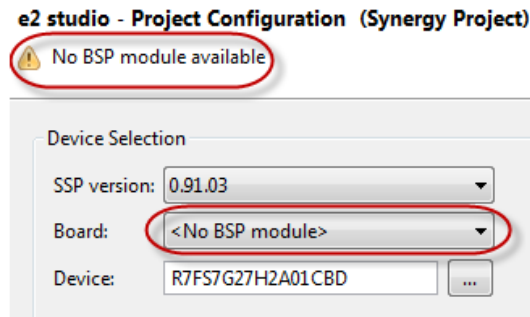 e2 studio - Project Configuration (Synergy Project)
No BSP module available
Device Selection
SSP version: 0.91.03
Board: <No BSP module>
Device: R7FS7G27H2A01CBD ...